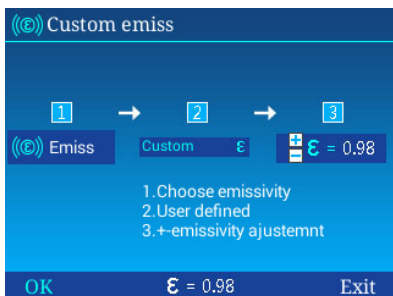 ((ε)) Custom emiss
1 → 2 → 3
((ε)) Emiss Custom ε + - ε = 0.98
1.Choose emissivity
2.User defined
3.+-emissivity ajustemnt
OK ε = 0.98 Exit